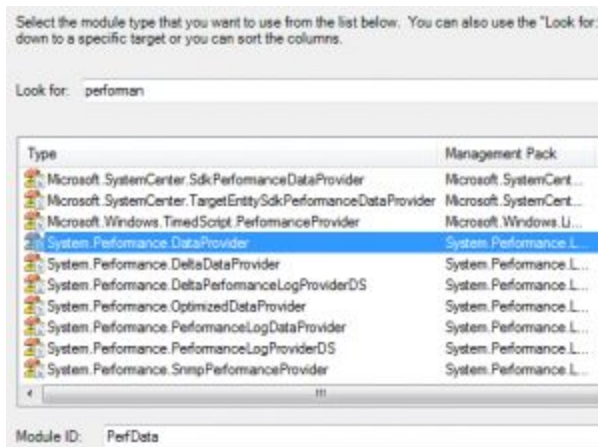 Select the module type that you want to use from the list below. You can also use the "Look for:
down to a specific target or you can sort the columns.
Look for: performan
Type Management Pack
Microsoft.SystemCenter.SdkPerformanceDataProvider Microsoft.SystemCent...
Microsoft.SystemCenter.TargetEntitySdkPerformanceDataProvider Microsoft.SystemCent...
Microsoft.Windows.TimedScript.PerformanceProvider Microsoft.Windows.Li...
System.Performance.DataProvider System.Performance.L...
System.Performance.DeltaDataProvider System.Performance.L...
System.Performance.DeltaPerformanceLogProviderDS System.Performance.L...
System.Performance.OptimizedDataProvider System.Performance.L...
System.Performance.PerformanceLogDataProvider System.Performance.L...
System.Performance.PerformanceLogProviderDS System.Performance.L...
System.Performance.SnmpPerformanceProvider System.Performance.L...
Module ID: PerfData